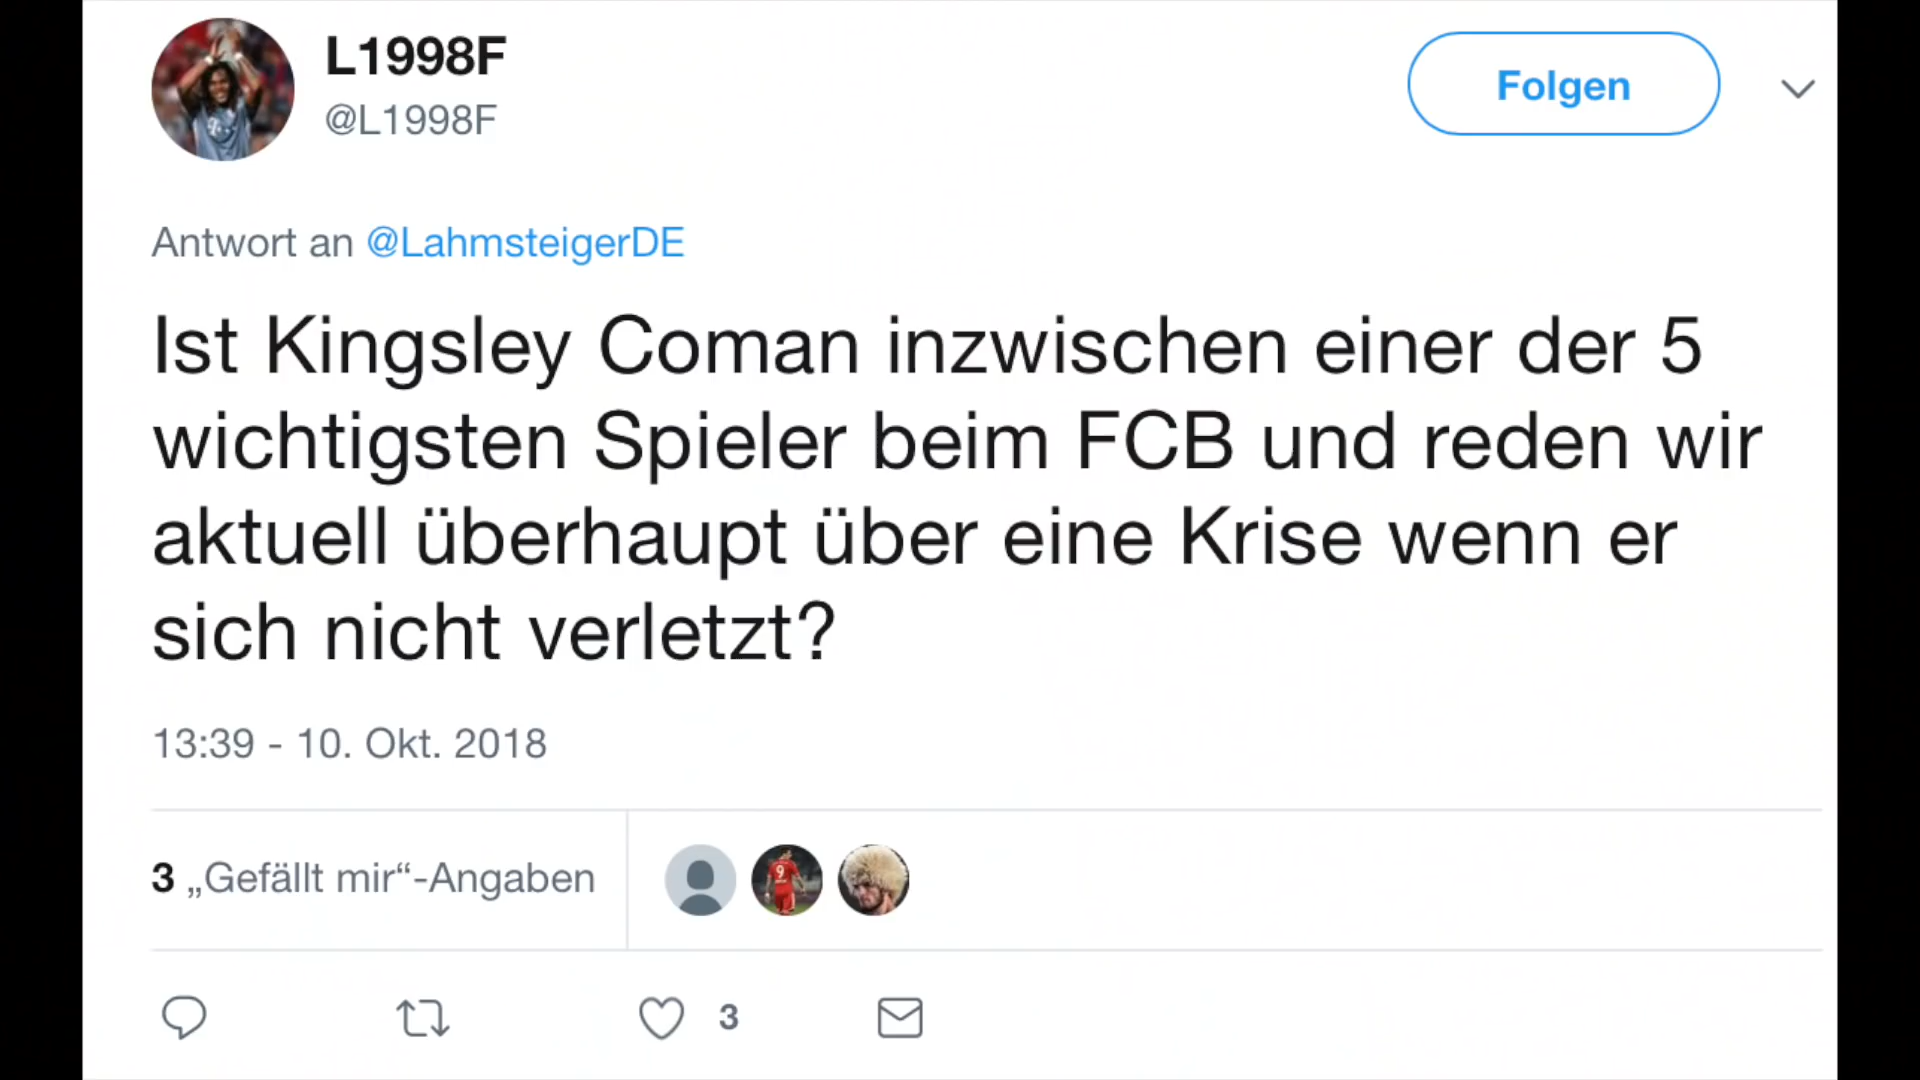 L1998F
@L1998F
Folgen
Antwort an @LahmsteigerDE
Ist Kingsley Coman inzwischen einer der 5
wichtigsten Spieler beim FCB und reden wir
aktuell überhaupt über eine Krise wenn er
sich nicht verletzt?
13:39 - 10. Okt. 2018
3 „Gefällt mir“-Angaben
9
3